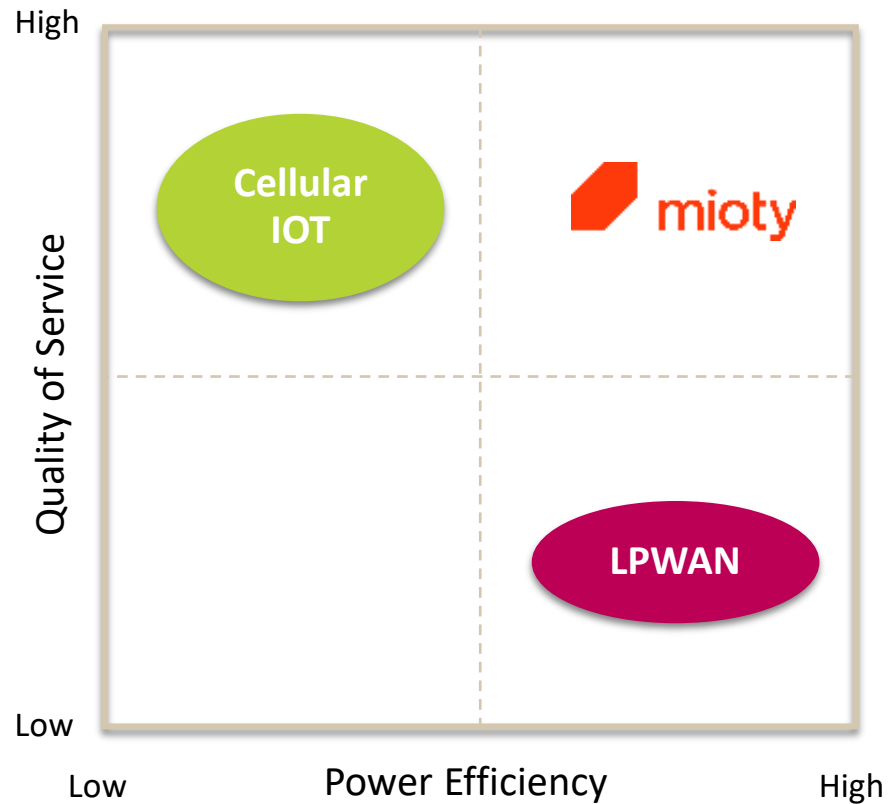 High
Cellular
IOT
mioty
Quality of Service
LPWAN
Low
Low
Power Efficiency
High